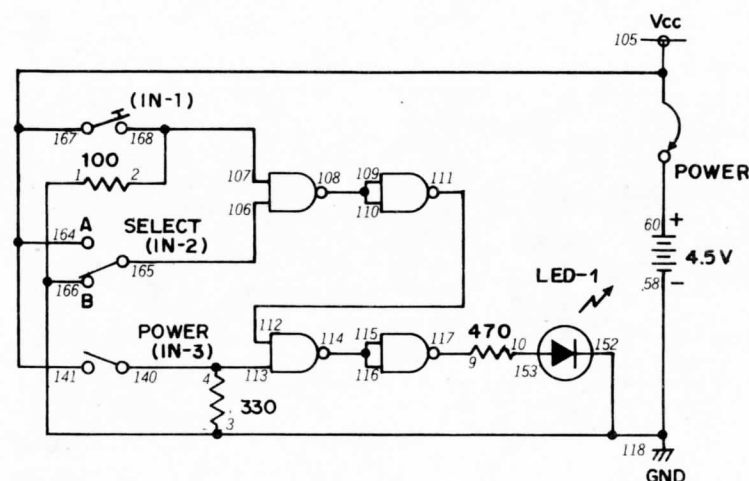 Vcc
105
(IN-1)
167 168
100
1 2
107
106
108
109
110
111
POWER
A
164
SELECT
(IN-2)
165
166
B
60 +
4.5V
58 −
LED-1
POWER
(IN-3)
112
113
114
115
116
117
470
9 10
153
152
141 140
4
330
3
118
GND